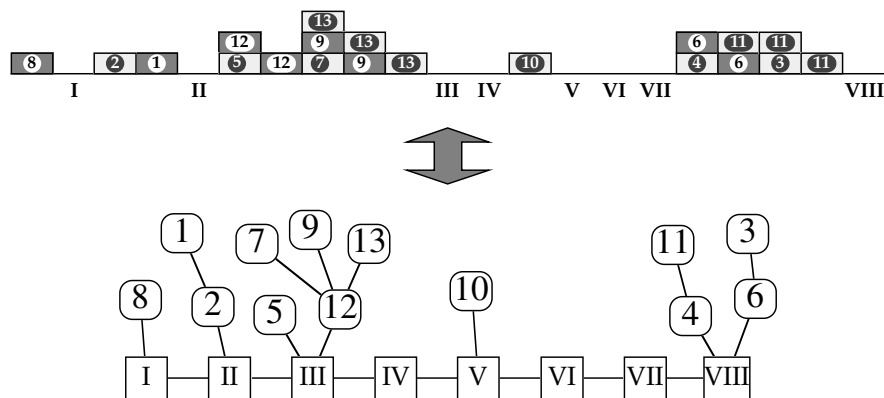 13
12 9 13
8 2 1 5 12 7 9 13 10
6 11 11
4 6 3 11
I II III IV V VI VII VIII
1 7 9 13 11 3
8 2 5 12 10 4 6
I II III IV V VI VII VIII